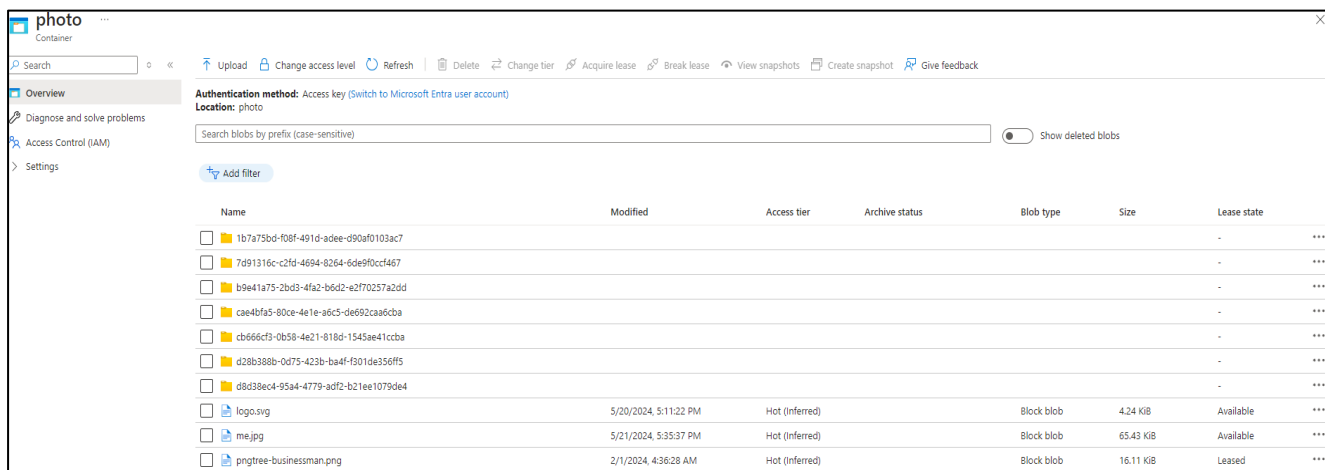 photo ...
Container
Search
Upload Change access level Refresh Delete Change tier Acquire lease Break lease View snapshots Create snapshot Give feedback
Overview
Diagnose and solve problems
Access Control (IAM)
Settings
Authentication method: Access key (Switch to Microsoft Entra user account)
Location: photo
Search blobs by prefix (case-sensitive)
Show deleted blobs
Add filter
Name Modified Access tier Archive status Blob type Size Lease state
1b7a75bd-f08f-491d-adee-d90af0103ac7 - ...
7d91316c-c2fd-4694-8264-6de9f0ccf467 - ...
b9e41a75-2bd3-4fa2-b6d2-e2f70257a2dd - ...
cae4bfa5-80ce-4e1e-a6c5-de692caa6cba - ...
cb666cf3-0b58-4e21-818d-1545ae41ccba - ...
d28b388b-0d75-423b-ba4f-f301de356ff5 - ...
d8d38ec4-95a4-4779-adf2-b21ee1079de4 - ...
logo.svg 5/20/2024, 5:11:22 PM Hot (Inferred) Block blob 4.24 KiB Available ...
me.jpg 5/21/2024, 5:35:37 PM Hot (Inferred) Block blob 65.43 KiB Available ...
pngtree-businessman.png 2/1/2024, 4:36:28 AM Hot (Inferred) Block blob 16.11 KiB Leased ...